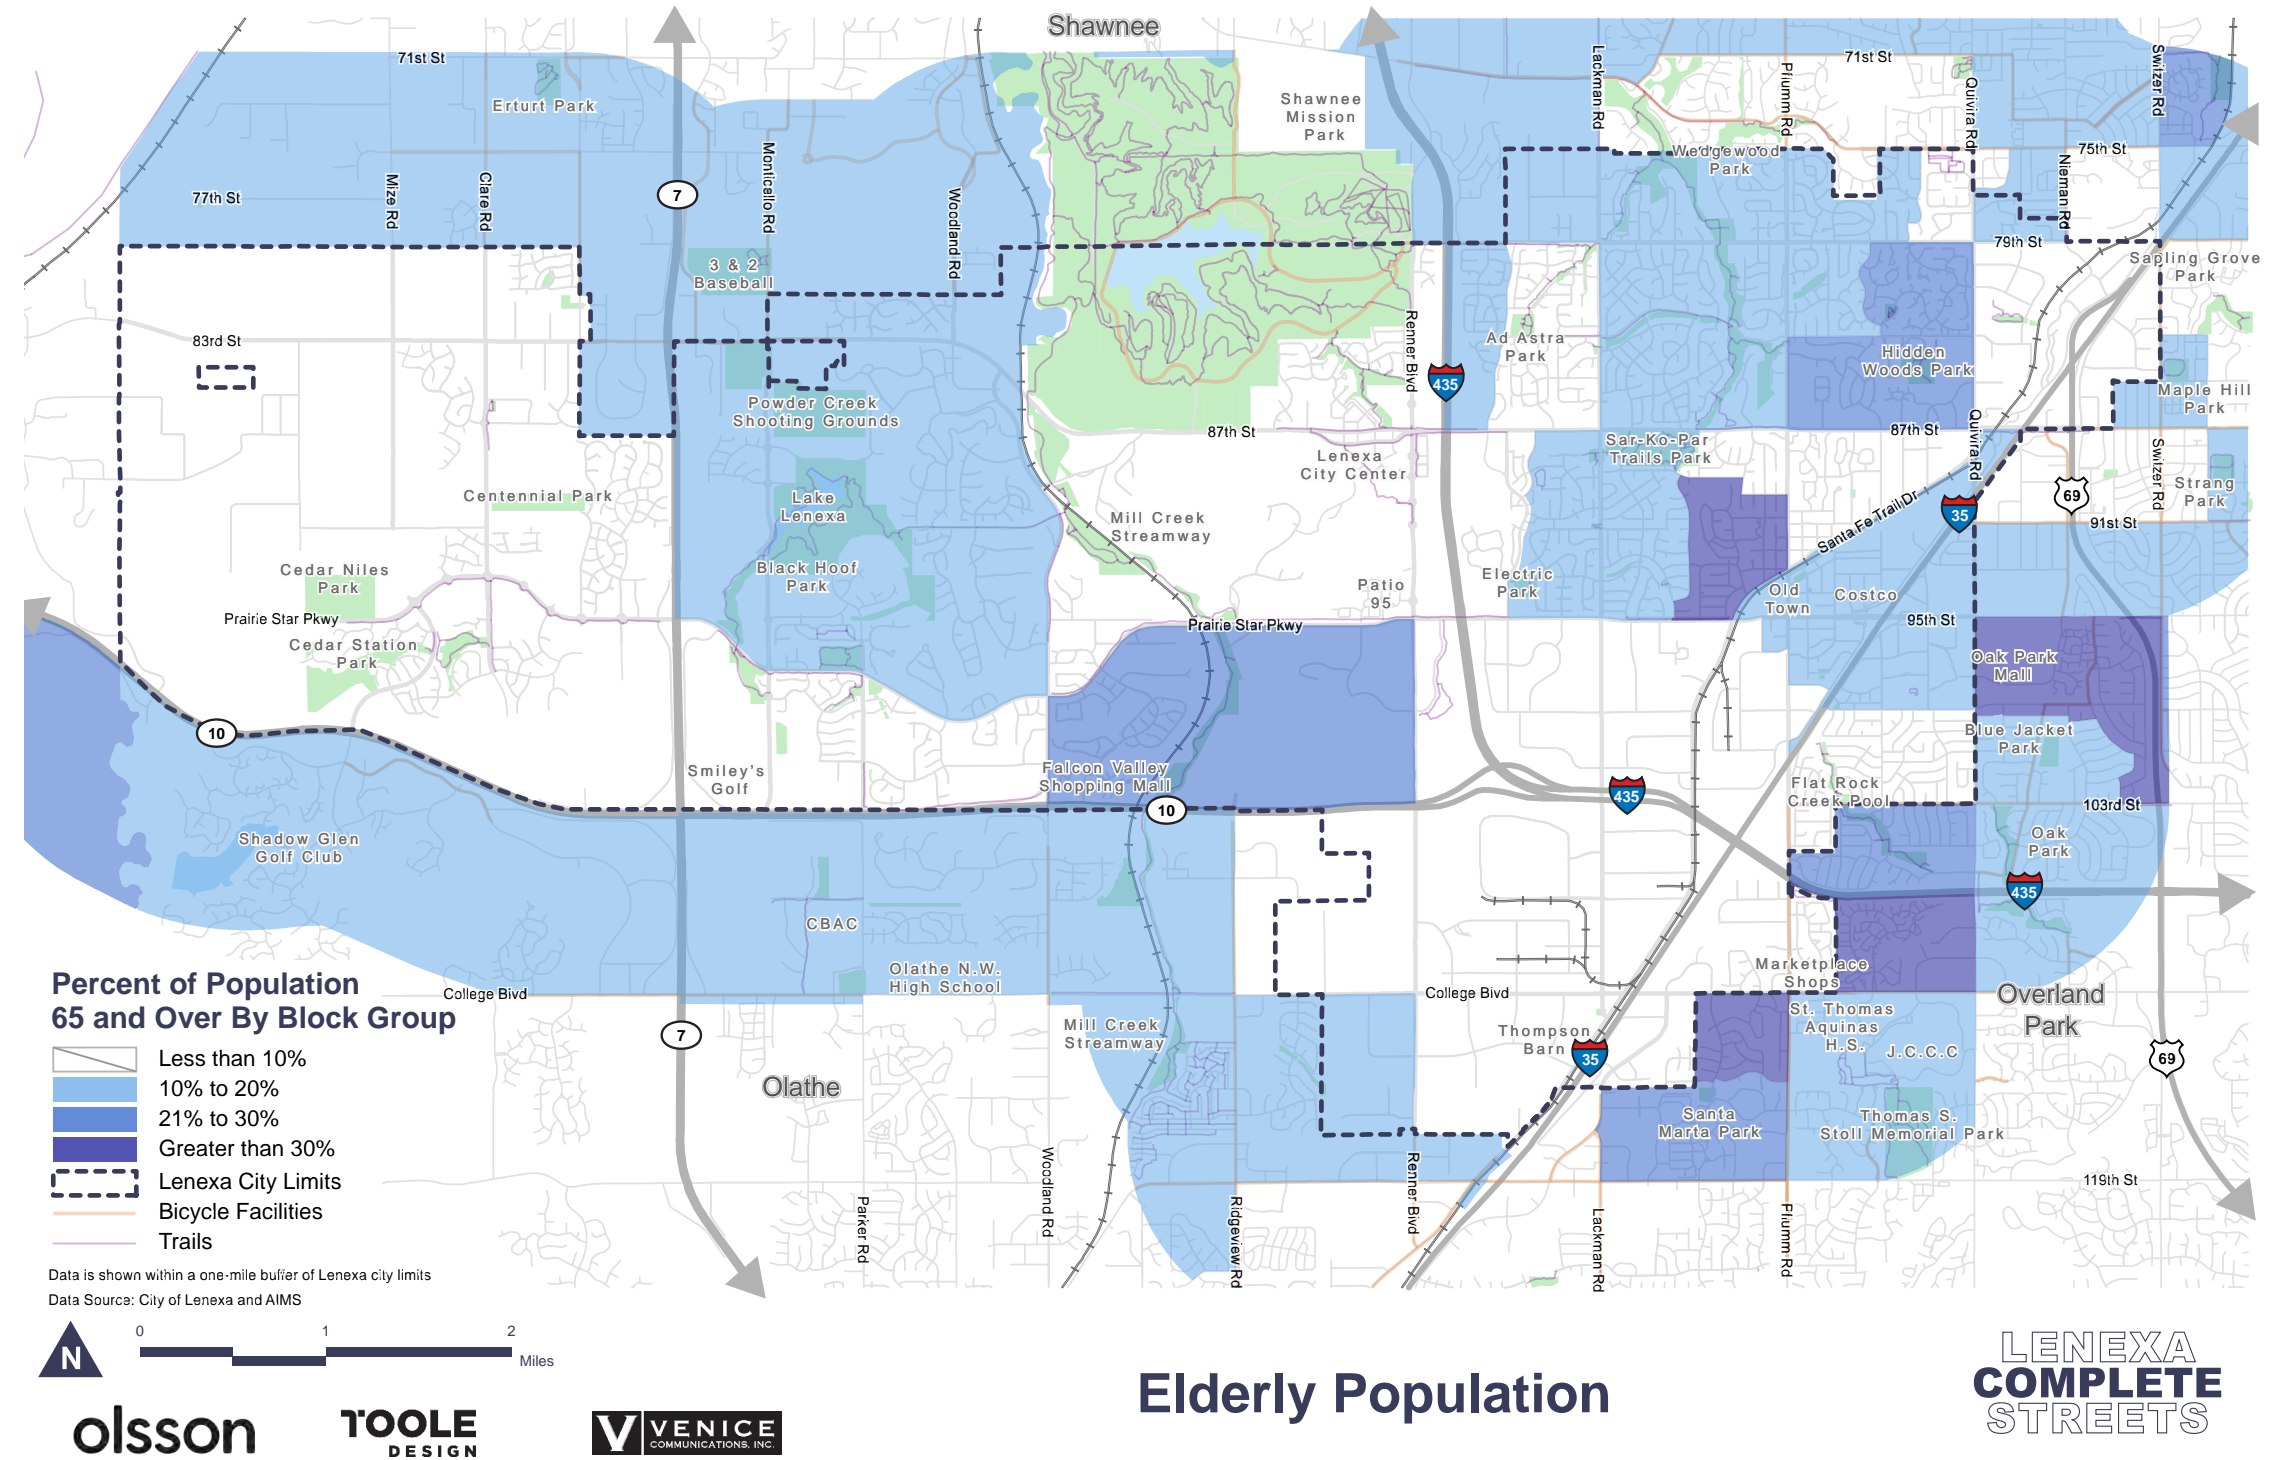 Shawnee
71st St
Erfurt Park
Shawnee
Mission
Park
Lackman Rd
Pflumm Rd
71st St
Quivira Rd
Switzer Rd
75th St
Wedgewood
Park
Nieman Rd
77th St
Mize Rd
Clare Rd
7
Monticello Rd
Woodland Rd
79th St
3 & 2
Baseball
Sapling Grove
Park
83rd St
Renner Blvd
Ad Astra
Park
Hidden
Woods Park
435
Powder Creek
Shooting Grounds
Maple Hill
Park
87th St
87th St
Quivira Rd
Sar-Ko-Par
Trails Park
Lenexa
City Center
Switzer Rd
Centennial Park
Lake
Lenexa
Strang
Park
69
35
Mill Creek
Streamway
Santa Fe Trail Dr
91st St
Cedar Niles
Park
Black Hoof
Park
Patio
95
Electric
Park
Old
Town
Costco
Prairie Star Pkwy
Prairie Star Pkwy
95th St
Cedar Station
Park
Oak Park
Mall
10
Blue Jacket
Park
Smiley's
Golf
Falcon Valley
Shopping Mall
10
435
Flat Rock
Creek Pool
103rd St
Shadow Glen
Golf Club
Oak
Park
435
CBAC
Olathe N.W.
High School
Marketplace
Shops
College Blvd
College Blvd
Overland
Park
Mill Creek
Streamway
7
Thompson
Barn
35
St. Thomas
Aquinas
H.S.
J.C.C.C
69
Olathe
Santa
Marta Park
Thomas S.
Stoll Memorial Park
119th St
Parker Rd
Woodland Rd
Ridgeview Rd
Renner Blvd
Lackman Rd
Pflumm Rd
Percent of Population
65 and Over By Block Group
Less than 10%
10% to 20%
21% to 30%
Greater than 30%
Lenexa City Limits
Bicycle Facilities
Trails
Data is shown within a one-mile buffer of Lenexa city limits
Data Source: City of Lenexa and AIMS
N
0 1 2
Miles
olsson
TOOLE
DESIGN
V VENICE
COMMUNICATIONS, INC.
Elderly Population
LENEXA
COMPLETE
STREETS